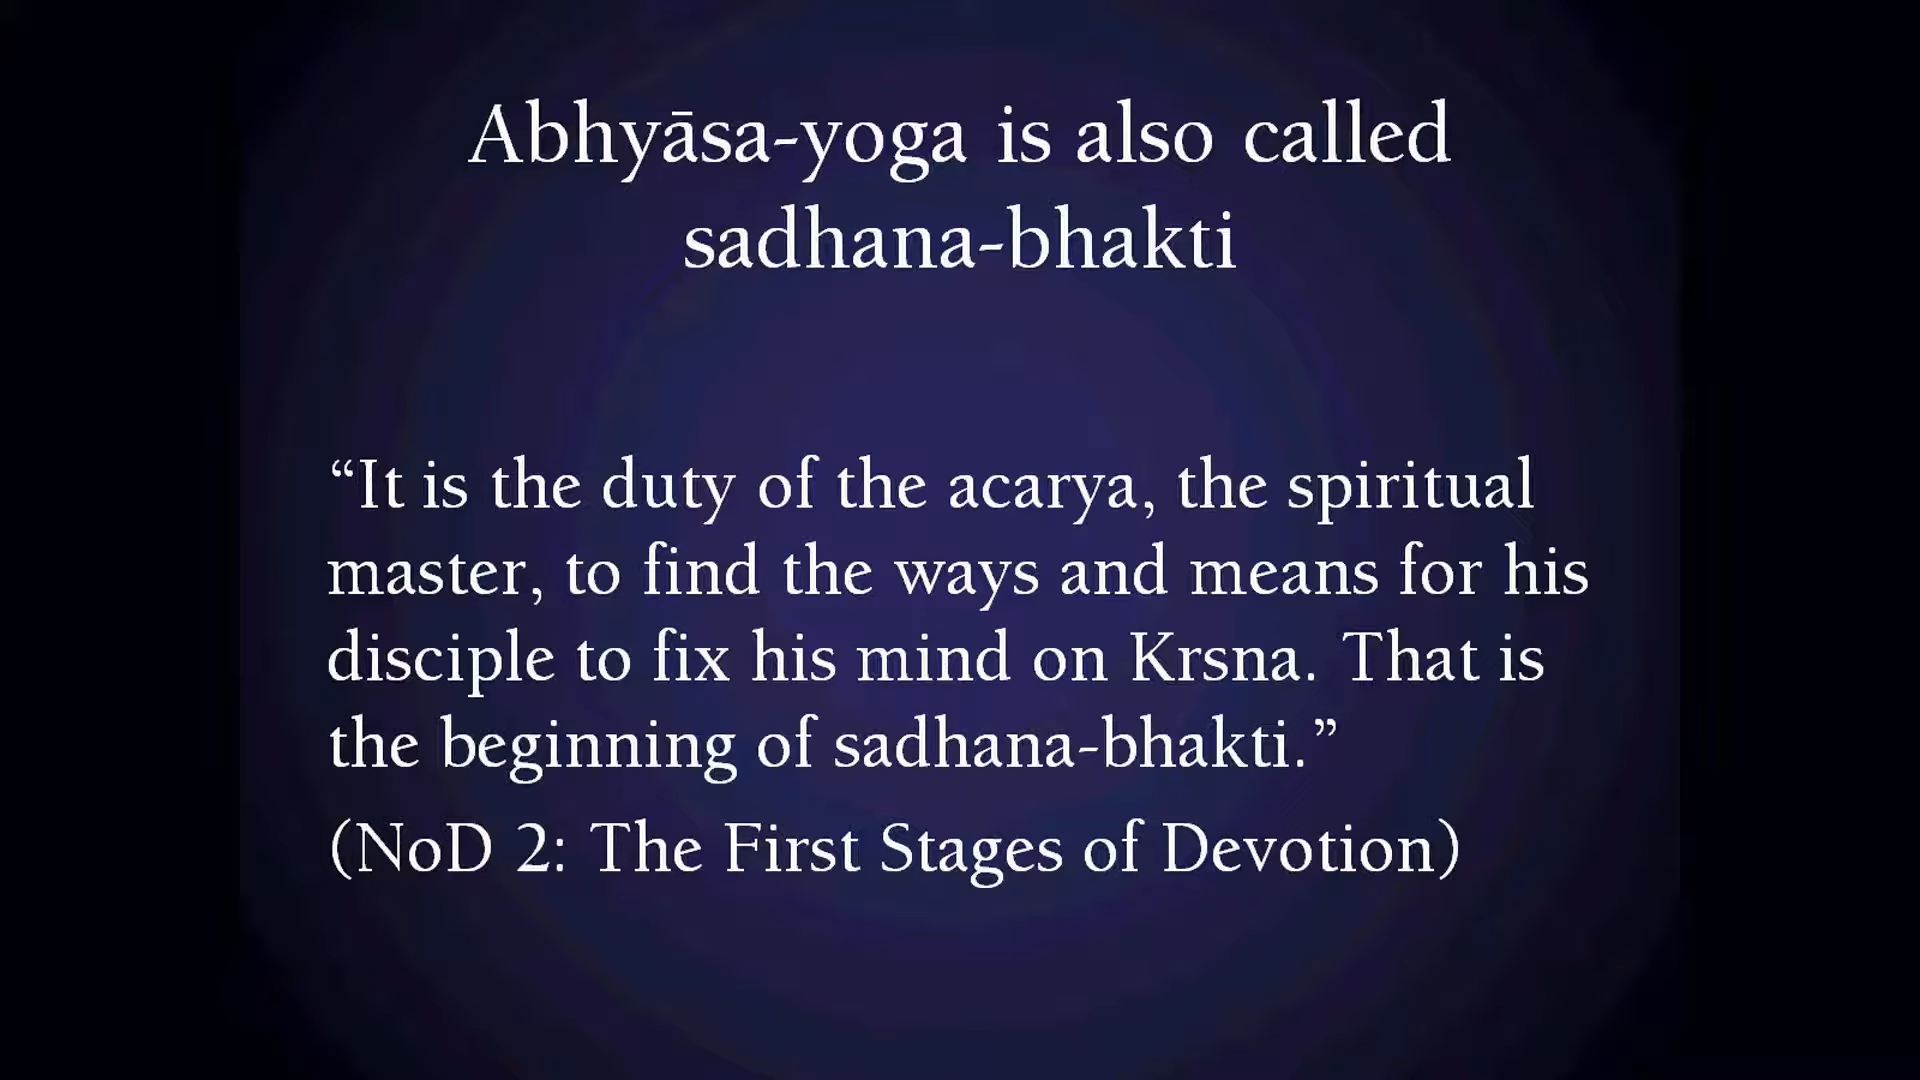 Abhyāsa-yoga is also called
sadhana-bhakti
“It is the duty of the acarya, the spiritual
master, to find the ways and means for his
disciple to fix his mind on Krsna. That is
the beginning of sadhana-bhakti.”
(NoD 2: The First Stages of Devotion)